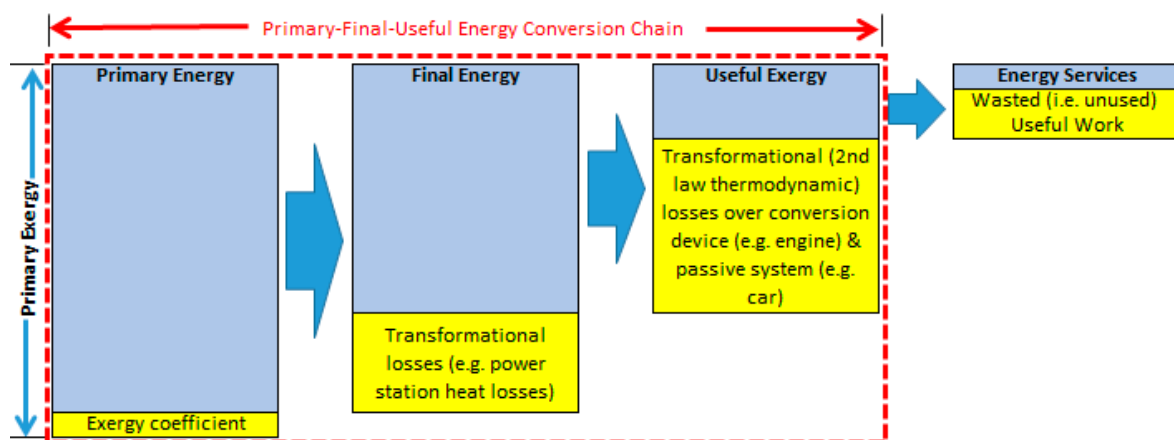 Primary-Final-Useful Energy Conversion Chain
Primary Exergy
Primary Energy
Exergy coefficient
Final Energy
Transformational
losses (e.g. power
station heat losses)
Useful Exergy
Transformational (2nd
law thermodynamic)
losses over conversion
device (e.g. engine) &
passive system (e.g.
car)
Energy Services
Wasted (i.e. unused)
Useful Work